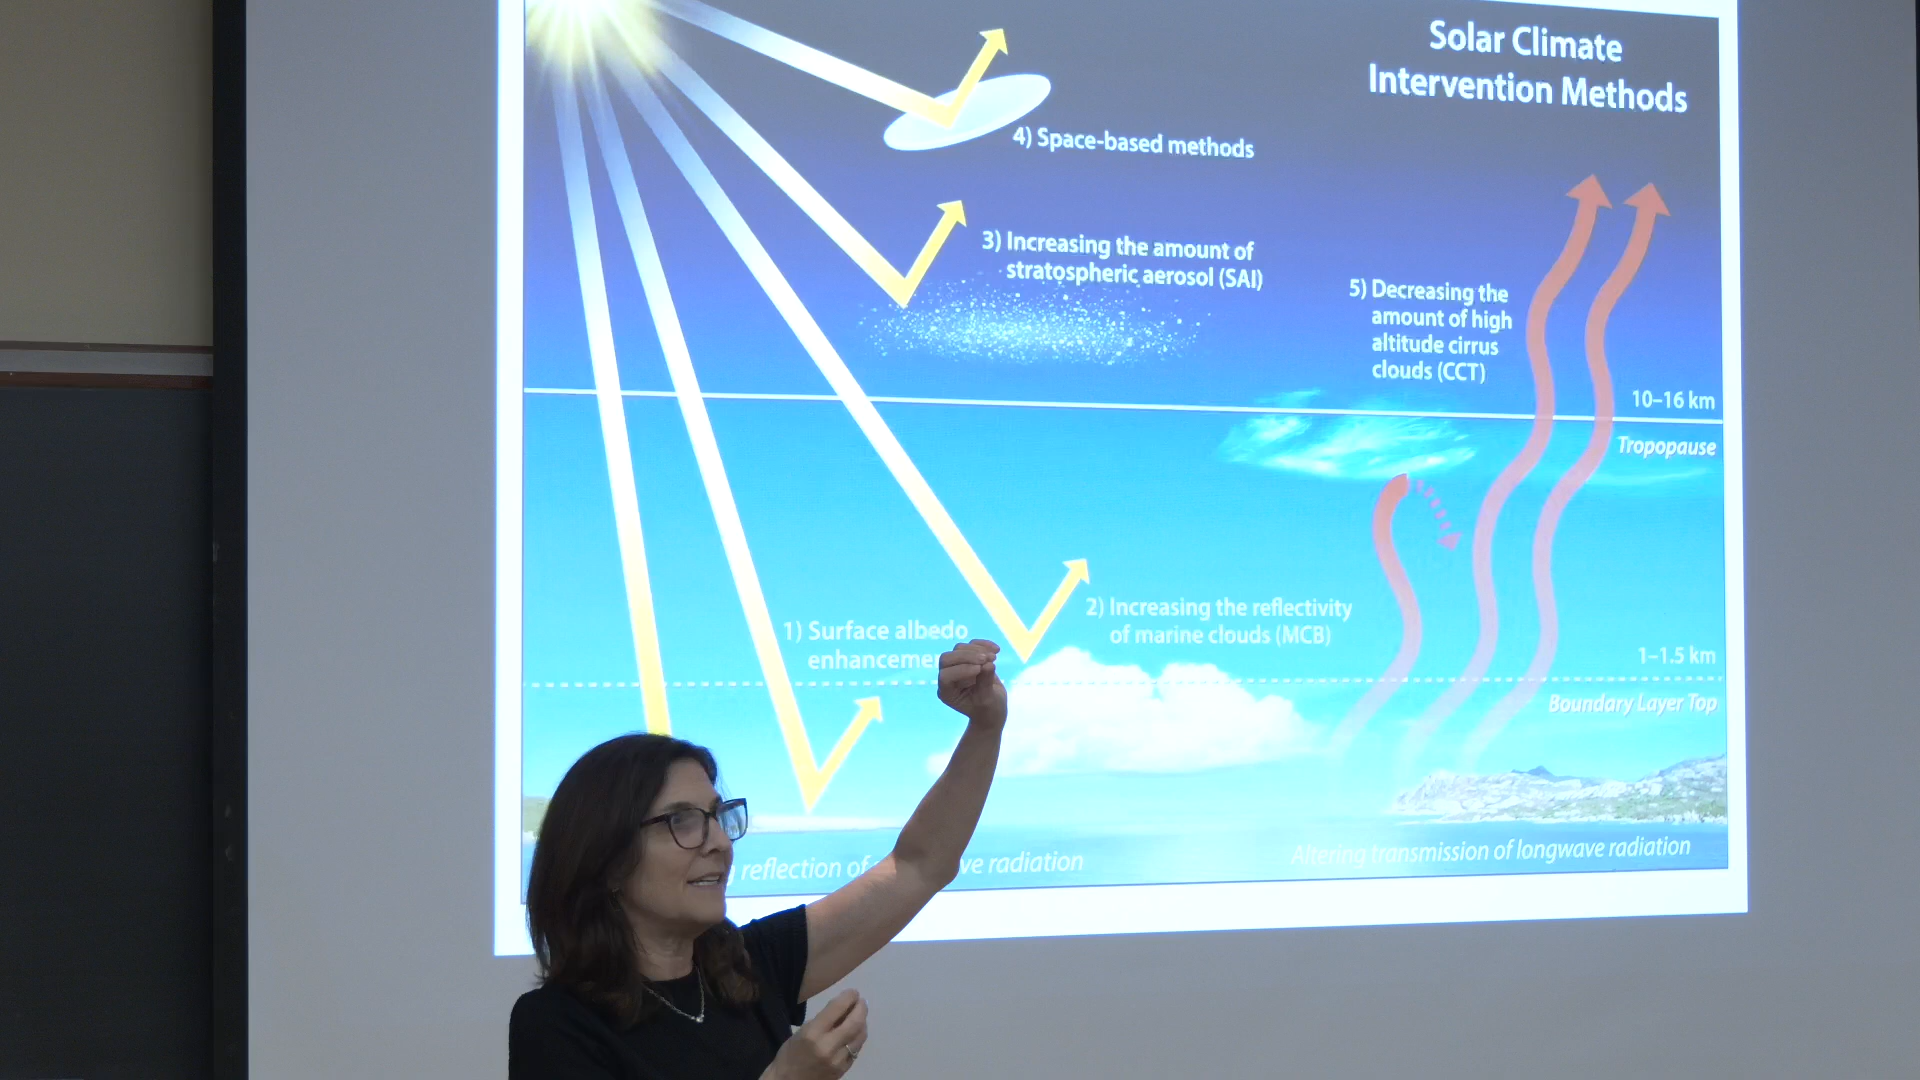 Solar Climate
Intervention Methods
4) Space-based methods
3) Increasing the amount of
stratospheric aerosol (SAI)
5) Decreasing the
amount of high
altitude cirrus
clouds (CCT)
10–16 km
Tropopause
2) Increasing the reflectivity
of marine clouds (MCB)
1) Surface albedo
1–1.5 km
Boundary Layer Top
reflection of
radiation
Altering transmission of longwave radiation